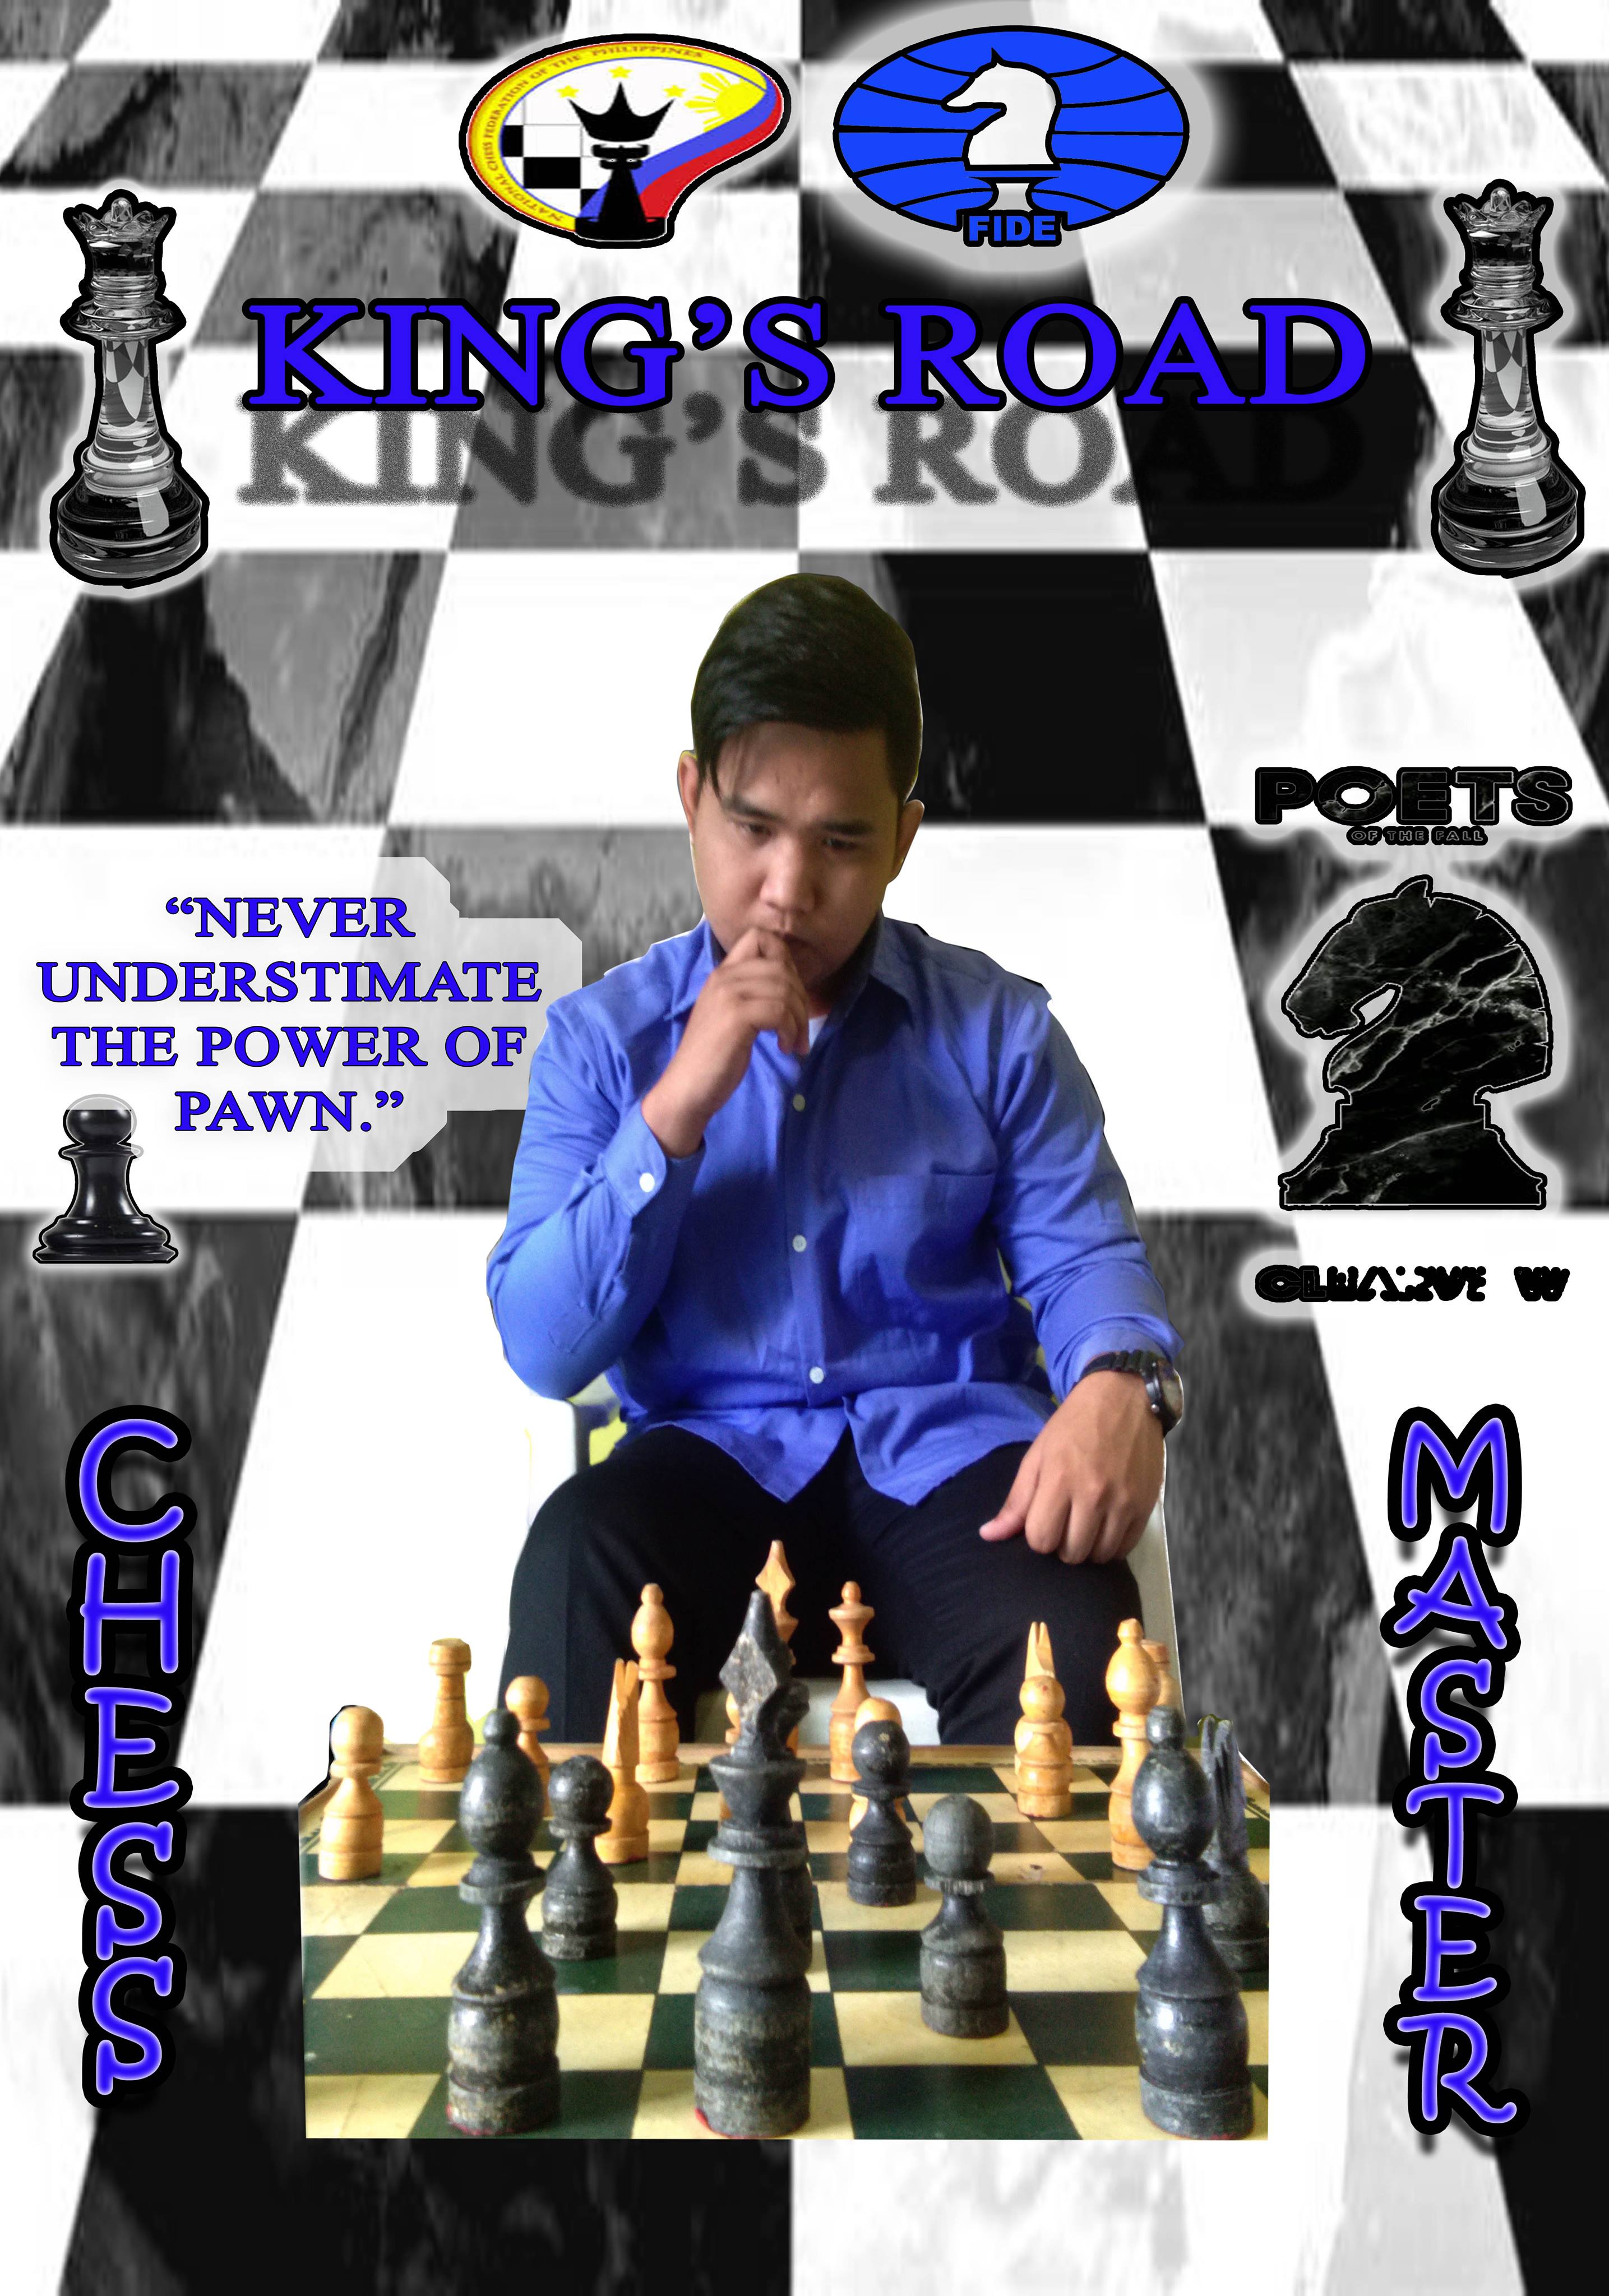 NATIONAL CHESS FEDERATION OF THE PHILIPPINES
FIDE
KING'S ROAD
KING'S ROAD
POETS
OF THE FALL
“NEVER
UNDERSTIMATE
THE POWER OF
PAWN.”
CHESS
MASTER